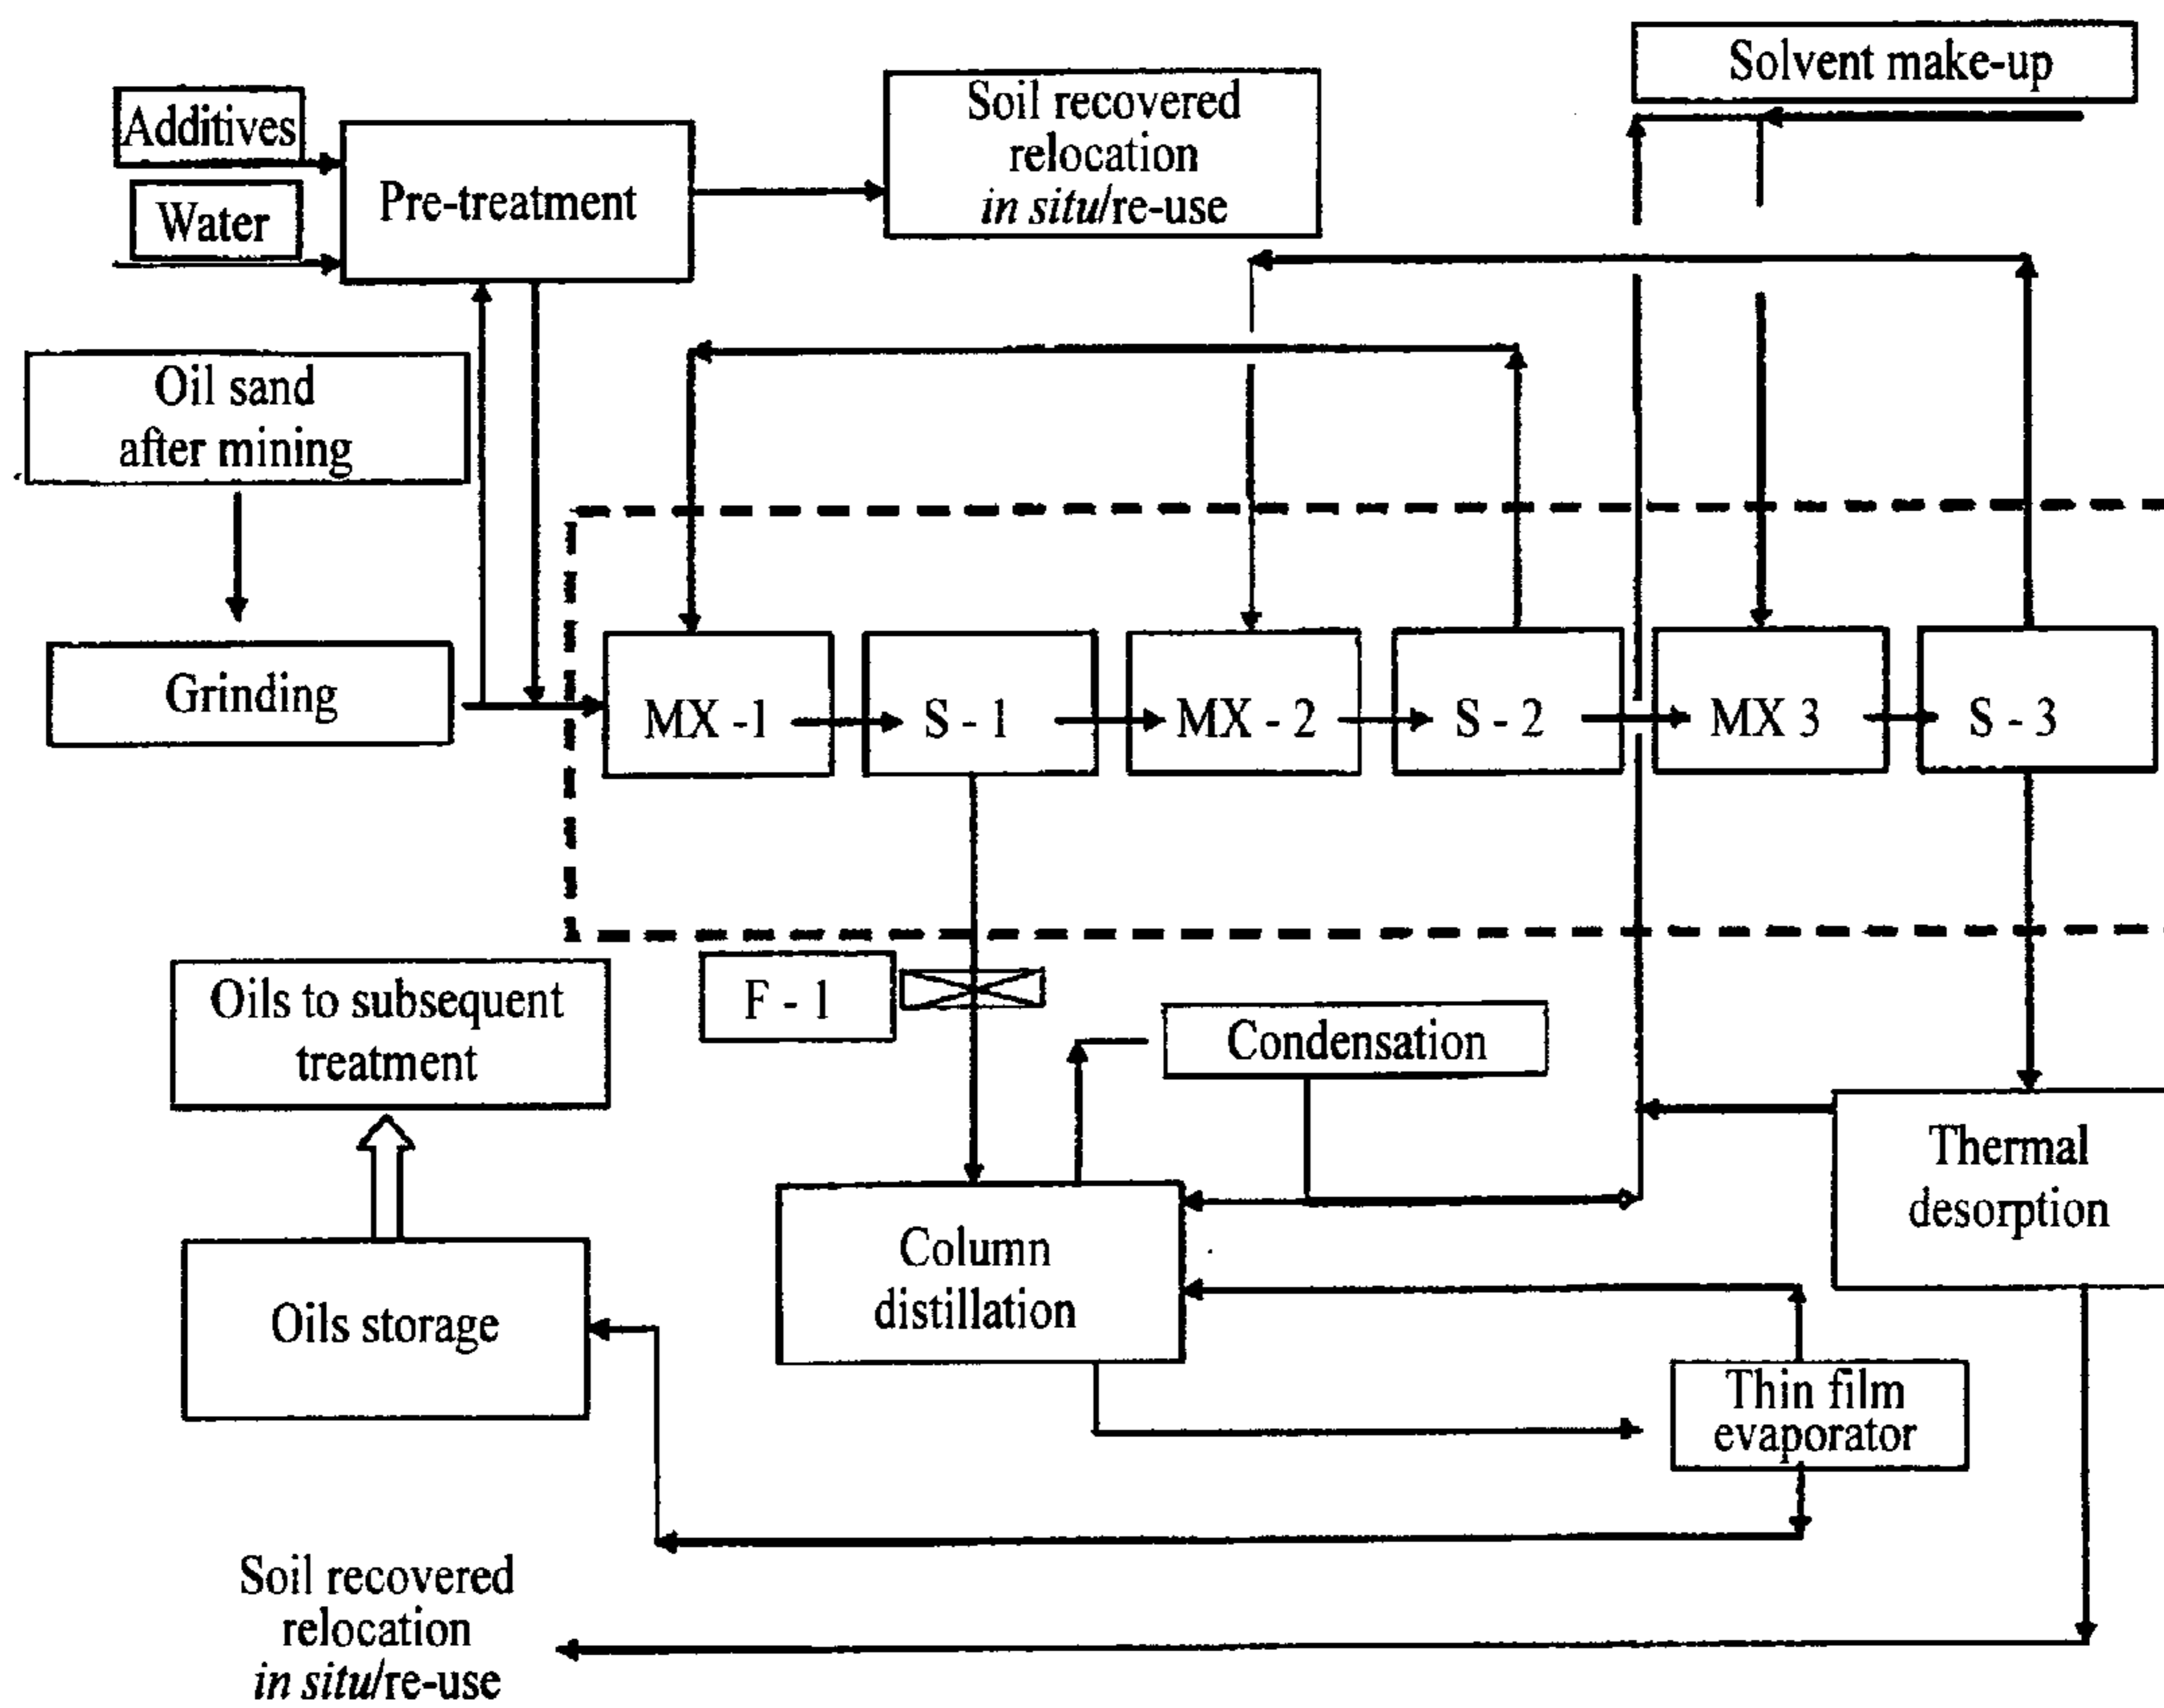 Solvent make-up
Additives
Water
Pre-treatment
Soil recovered
relocation
in situ/re-use
Oil sand
after mining
Grinding
MX -1
S - 1
MX - 2
S - 2
MX 3
S - 3
F - 1
Oils to subsequent
treatment
Condensation
Thermal
desorption
Column
distillation
Oils storage
Thin film
evaporator
Soil recovered
relocation
in situ/re-use